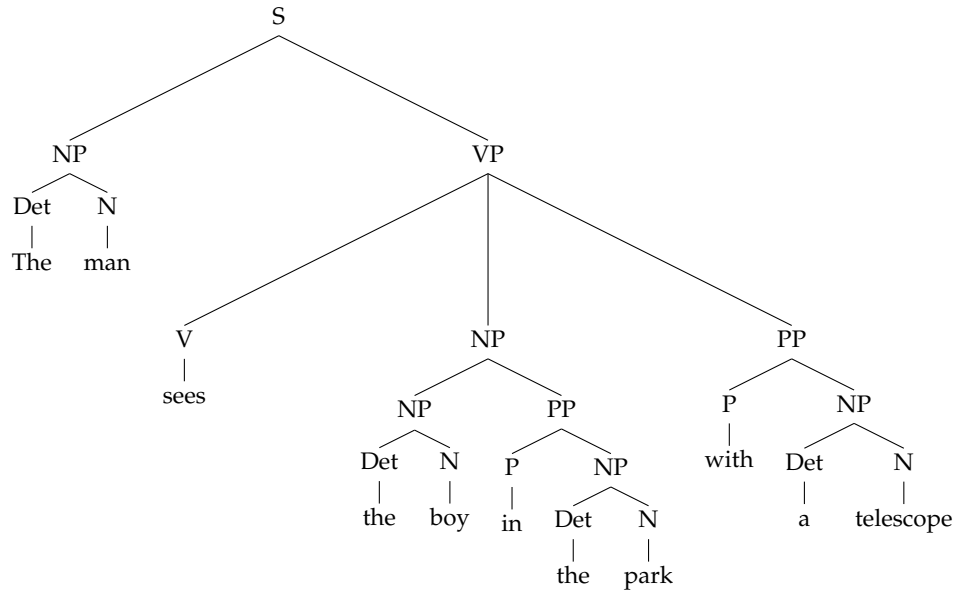 S
NP VP
Det N
The man
V NP PP
sees
NP PP P NP
Det N P NP with Det N
the boy in Det N a telescope
the park